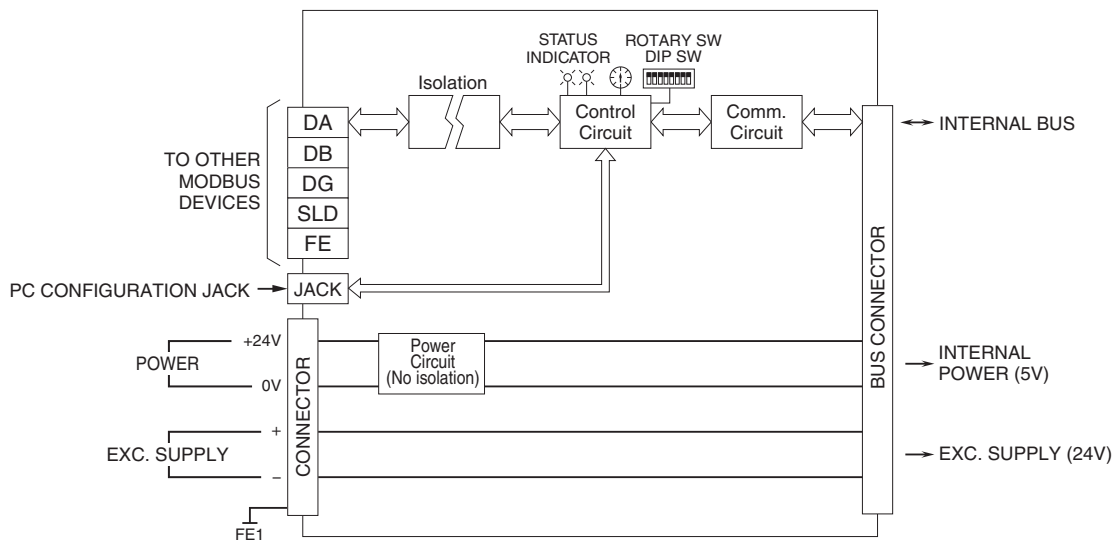 STATUS
INDICATOR
ROTARY SW
DIP SW
Isolation
Control
Circuit
Comm.
Circuit
INTERNAL BUS
TO OTHER
MODBUS
DEVICES
DA
DB
DG
SLD
FE
PC CONFIGURATION JACK
JACK
BUS CONNECTOR
POWER
+24V
0V
Power
Circuit
(No isolation)
INTERNAL
POWER (5V)
CONNECTOR
EXC. SUPPLY
+
–
EXC. SUPPLY (24V)
FE1